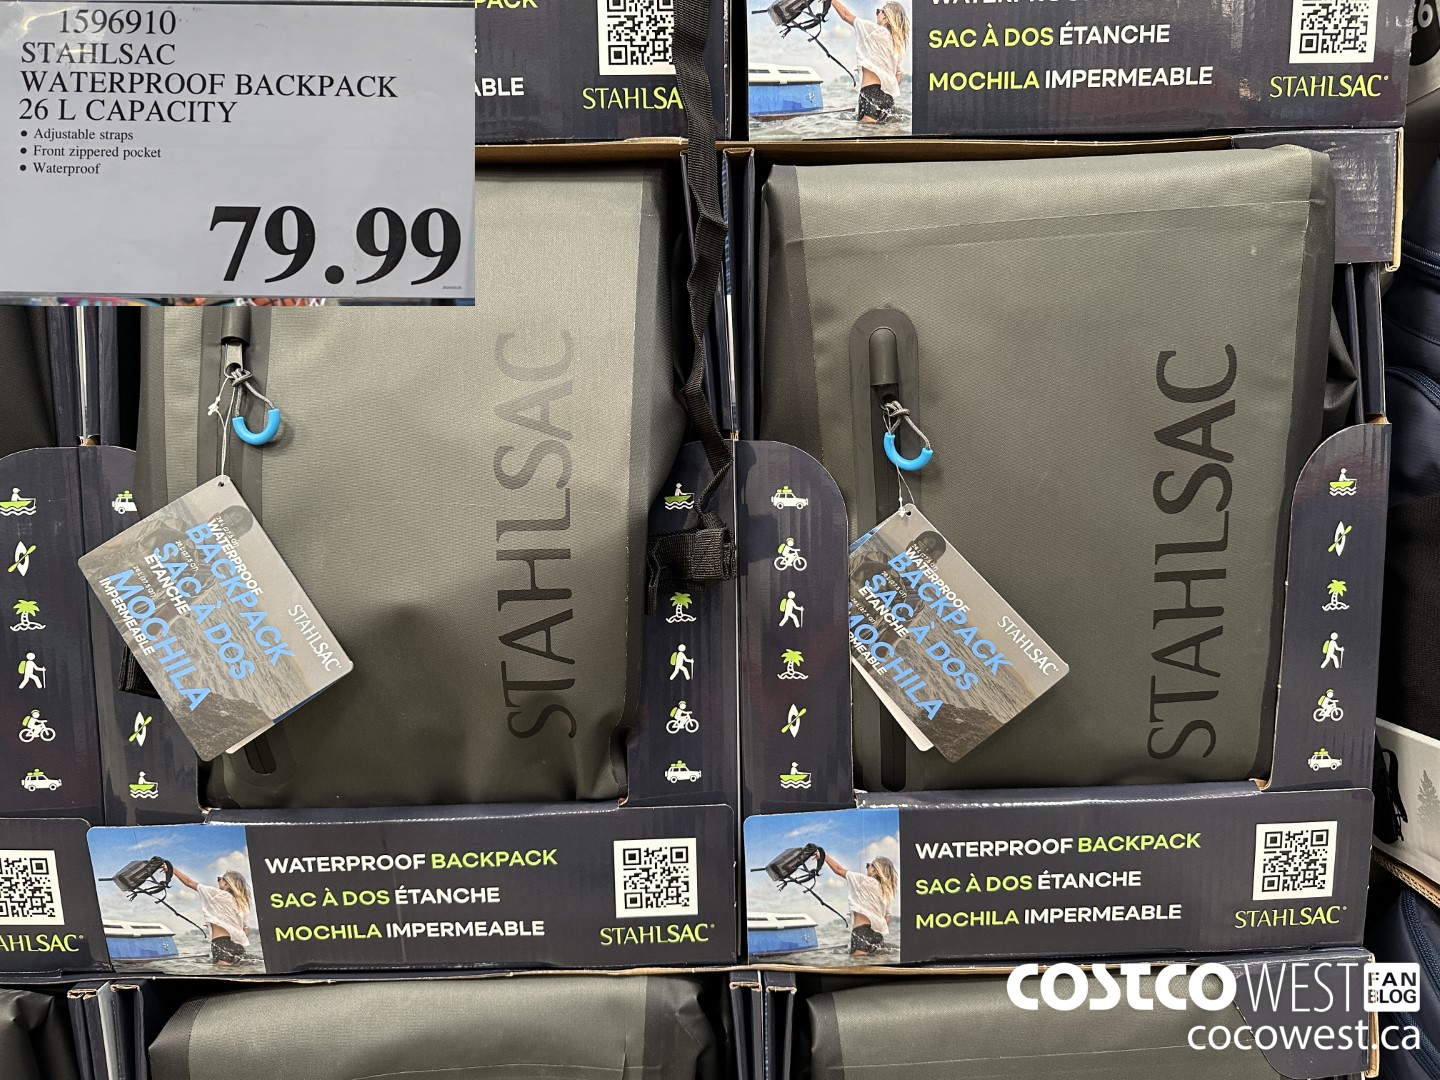 1596910
STAHLSAC
WATERPROOF BACKPACK
26 L CAPACITY
• Adjustable straps
• Front zippered pocket
• Waterproof
79.99
STAHLSAC
SAC À DOS ÉTANCHE
MOCHILA IMPERMEABLE
STAHLSAC
STAHLSAC
STAHLSAC
WATERPROOF
BACKPACK
SAC À DOS
ÉTANCHE
MOCHILA
IMPERMEABLE
STAHLSAC
WATERPROOF
BACKPACK
SAC À DOS
ÉTANCHE
MOCHILA
STAHLSAC
WATERPROOF BACKPACK
SAC À DOS ÉTANCHE
MOCHILA IMPERMEABLE
STAHLSAC
WATERPROOF BACKPACK
SAC À DOS ÉTANCHE
MOCHILA IMPERMEABLE
STAHLSAC
COSTCO WEST FAN BLOG
cocowest.ca